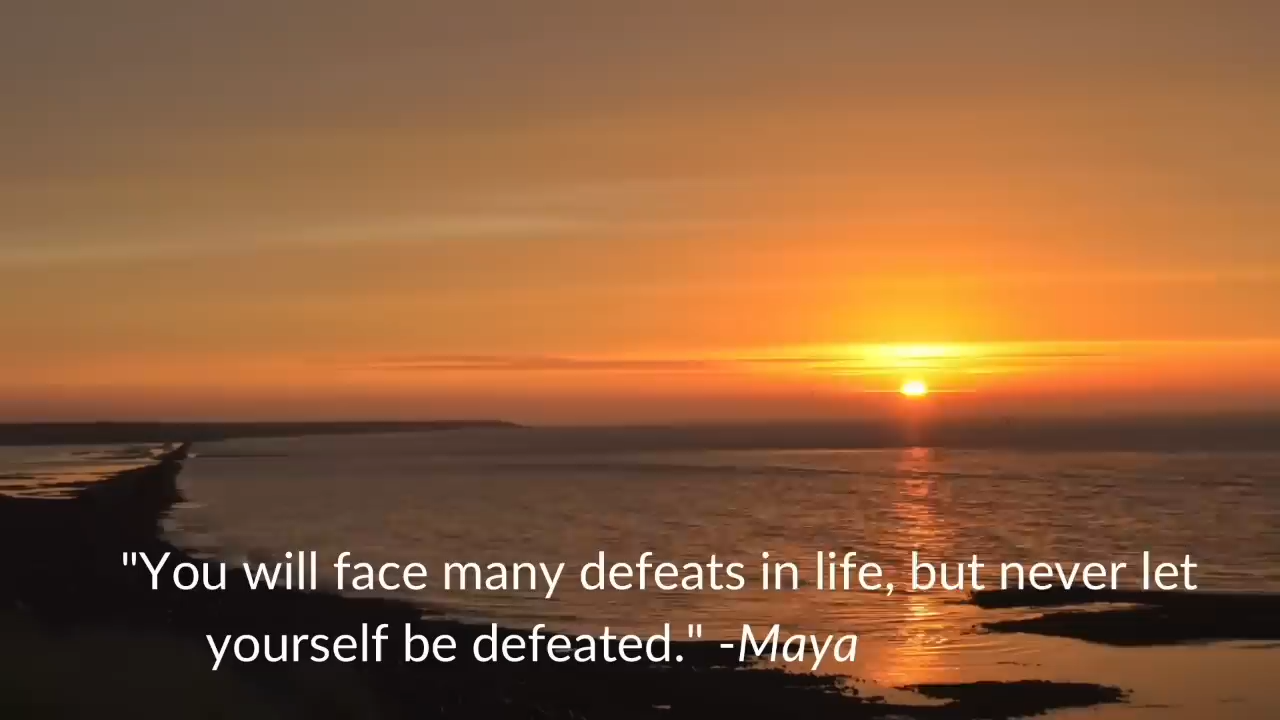 "You will face many defeats in life, but never let
yourself be defeated." -Maya